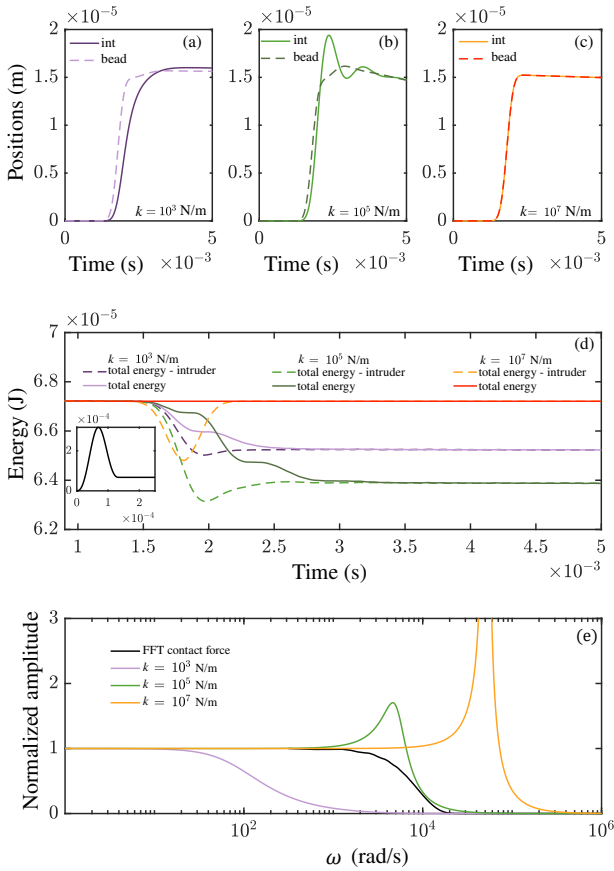 ×10⁻⁵
×10⁻⁵
×10⁻⁵
2
2
2
int
bead
(a)
int
bead
(b)
int
bead
(c)
1.5
1.5
1.5
Positions (m)
1
1
1
0.5
0.5
0.5
k = 10³ N/m
k = 10⁵ N/m
k = 10⁷ N/m
0
0
0
0
5
0
5
0
5
Time (s)
×10⁻³
Time (s)
×10⁻³
Time (s)
×10⁻³
×10⁻⁵
7
(d)
k = 10³ N/m
k = 10⁵ N/m
k = 10⁷ N/m
total energy - intruder
total energy - intruder
total energy - intruder
total energy
total energy
total energy
6.8
Energy (J)
×10⁻⁴
2
0
0
1
2
×10⁻⁴
6.6
6.4
6.2
1
1.5
2
2.5
3
3.5
4
4.5
5
Time (s)
×10⁻³
3
(e)
FFT contact force
k = 10³ N/m
k = 10⁵ N/m
k = 10⁷ N/m
Normalized amplitude
2
1
0
10²
10⁴
10⁶
ω (rad/s)